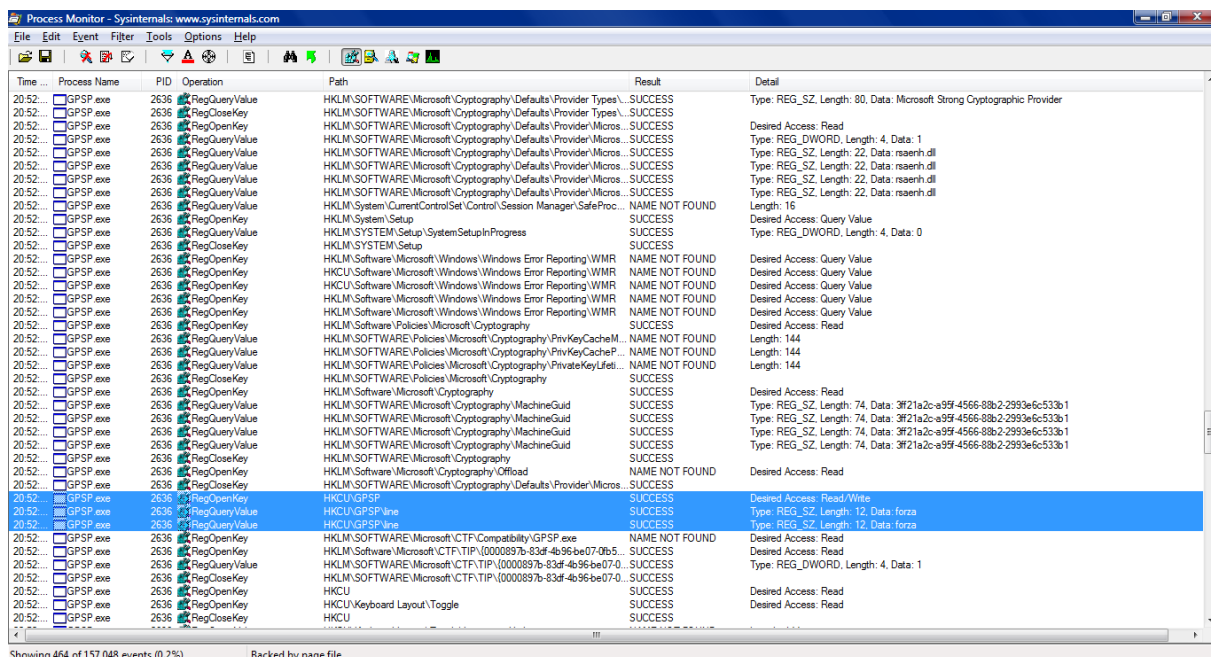 Process Monitor - Sysinternals: www.sysinternals.com
File Edit Event Filter Tools Options Help
Time ... Process Name PID Operation Path Result Detail
20:52:... GPSP.exe 2636 RegQueryValue HKLM\SOFTWARE\Microsoft\Cryptography\Defaults\Provider Types\... SUCCESS Type: REG_SZ, Length: 80, Data: Microsoft Strong Cryptographic Provider
20:52:... GPSP.exe 2636 RegCloseKey HKLM\SOFTWARE\Microsoft\Cryptography\Defaults\Provider Types\... SUCCESS
20:52:... GPSP.exe 2636 RegOpenKey HKLM\SOFTWARE\Microsoft\Cryptography\Defaults\Provider\Micros... SUCCESS Desired Access: Read
20:52:... GPSP.exe 2636 RegQueryValue HKLM\SOFTWARE\Microsoft\Cryptography\Defaults\Provider\Micros... SUCCESS Type: REG_DWORD, Length: 4, Data: 1
20:52:... GPSP.exe 2636 RegQueryValue HKLM\SOFTWARE\Microsoft\Cryptography\Defaults\Provider\Micros... SUCCESS Type: REG_SZ, Length: 22, Data: rsaenh.dll
20:52:... GPSP.exe 2636 RegQueryValue HKLM\SOFTWARE\Microsoft\Cryptography\Defaults\Provider\Micros... SUCCESS Type: REG_SZ, Length: 22, Data: rsaenh.dll
20:52:... GPSP.exe 2636 RegQueryValue HKLM\SOFTWARE\Microsoft\Cryptography\Defaults\Provider\Micros... SUCCESS Type: REG_SZ, Length: 22, Data: rsaenh.dll
20:52:... GPSP.exe 2636 RegQueryValue HKLM\SOFTWARE\Microsoft\Cryptography\Defaults\Provider\Micros... SUCCESS Type: REG_SZ, Length: 22, Data: rsaenh.dll
20:52:... GPSP.exe 2636 RegQueryValue HKLM\System\CurrentControlSet\Control\Session Manager\SafeProc... NAME NOT FOUND Length: 16
20:52:... GPSP.exe 2636 RegOpenKey HKLM\System\Setup SUCCESS Desired Access: Query Value
20:52:... GPSP.exe 2636 RegQueryValue HKLM\SYSTEM\Setup\SystemSetupInProgress SUCCESS Type: REG_DWORD, Length: 4, Data: 0
20:52:... GPSP.exe 2636 RegCloseKey HKLM\SYSTEM\Setup SUCCESS
20:52:... GPSP.exe 2636 RegOpenKey HKLM\Software\Microsoft\Windows\Windows Error Reporting\WMR NAME NOT FOUND Desired Access: Query Value
20:52:... GPSP.exe 2636 RegOpenKey HKCU\Software\Microsoft\Windows\Windows Error Reporting\WMR NAME NOT FOUND Desired Access: Query Value
20:52:... GPSP.exe 2636 RegOpenKey HKCU\Software\Microsoft\Windows\Windows Error Reporting\WMR NAME NOT FOUND Desired Access: Query Value
20:52:... GPSP.exe 2636 RegOpenKey HKLM\Software\Microsoft\Windows\Windows Error Reporting\WMR NAME NOT FOUND Desired Access: Query Value
20:52:... GPSP.exe 2636 RegOpenKey HKLM\Software\Microsoft\Windows\Windows Error Reporting\WMR NAME NOT FOUND Desired Access: Query Value
20:52:... GPSP.exe 2636 RegOpenKey HKLM\Software\Policies\Microsoft\Cryptography SUCCESS Desired Access: Read
20:52:... GPSP.exe 2636 RegQueryValue HKLM\SOFTWARE\Policies\Microsoft\Cryptography\PrivKeyCacheM... NAME NOT FOUND Length: 144
20:52:... GPSP.exe 2636 RegQueryValue HKLM\SOFTWARE\Policies\Microsoft\Cryptography\PrivKeyCacheP... NAME NOT FOUND Length: 144
20:52:... GPSP.exe 2636 RegQueryValue HKLM\SOFTWARE\Policies\Microsoft\Cryptography\PrivateKeyLifeti... NAME NOT FOUND Length: 144
20:52:... GPSP.exe 2636 RegCloseKey HKLM\SOFTWARE\Policies\Microsoft\Cryptography SUCCESS
20:52:... GPSP.exe 2636 RegOpenKey HKLM\Software\Microsoft\Cryptography SUCCESS Desired Access: Read
20:52:... GPSP.exe 2636 RegQueryValue HKLM\SOFTWARE\Microsoft\Cryptography\MachineGuid SUCCESS Type: REG_SZ, Length: 74, Data: 3ff21a2c-a95f-4566-88b2-2993e6c533b1
20:52:... GPSP.exe 2636 RegQueryValue HKLM\SOFTWARE\Microsoft\Cryptography\MachineGuid SUCCESS Type: REG_SZ, Length: 74, Data: 3ff21a2c-a95f-4566-88b2-2993e6c533b1
20:52:... GPSP.exe 2636 RegQueryValue HKLM\SOFTWARE\Microsoft\Cryptography\MachineGuid SUCCESS Type: REG_SZ, Length: 74, Data: 3ff21a2c-a95f-4566-88b2-2993e6c533b1
20:52:... GPSP.exe 2636 RegCloseKey HKLM\SOFTWARE\Microsoft\Cryptography SUCCESS
20:52:... GPSP.exe 2636 RegOpenKey HKLM\Software\Microsoft\Cryptography\Offload NAME NOT FOUND Desired Access: Read
20:52:... GPSP.exe 2636 RegCloseKey HKLM\SOFTWARE\Microsoft\Cryptography\Defaults\Provider\Micros... SUCCESS
20:52:... GPSP.exe 2636 RegOpenKey HKCU\GPSP SUCCESS Desired Access: Read/Write
20:52:... GPSP.exe 2636 RegQueryValue HKCU\GPSP\line SUCCESS Type: REG_SZ, Length: 12, Data: forza
20:52:... GPSP.exe 2636 RegQueryValue HKCU\GPSP\line SUCCESS Type: REG_SZ, Length: 12, Data: forza
20:52:... GPSP.exe 2636 RegOpenKey HKLM\SOFTWARE\Microsoft\CTF\Compatibility\GPSP.exe NAME NOT FOUND Desired Access: Read
20:52:... GPSP.exe 2636 RegOpenKey HKLM\Software\Microsoft\CTF\TIP\{0000897b-83df-4b96-be07-0fb5... SUCCESS Desired Access: Read
20:52:... GPSP.exe 2636 RegQueryValue HKLM\SOFTWARE\Microsoft\CTF\TIP\{0000897b-83df-4b96-be07-0... SUCCESS Type: REG_DWORD, Length: 4, Data: 1
20:52:... GPSP.exe 2636 RegCloseKey HKLM\SOFTWARE\Microsoft\CTF\TIP\{0000897b-83df-4b96-be07-0... SUCCESS
20:52:... GPSP.exe 2636 RegOpenKey HKCU SUCCESS Desired Access: Read
20:52:... GPSP.exe 2636 RegOpenKey HKCU\Keyboard Layout\Toggle SUCCESS Desired Access: Read
20:52:... GPSP.exe 2636 RegCloseKey HKCU SUCCESS
Showing 464 of 157.048 events (0.2%) Backed by page file